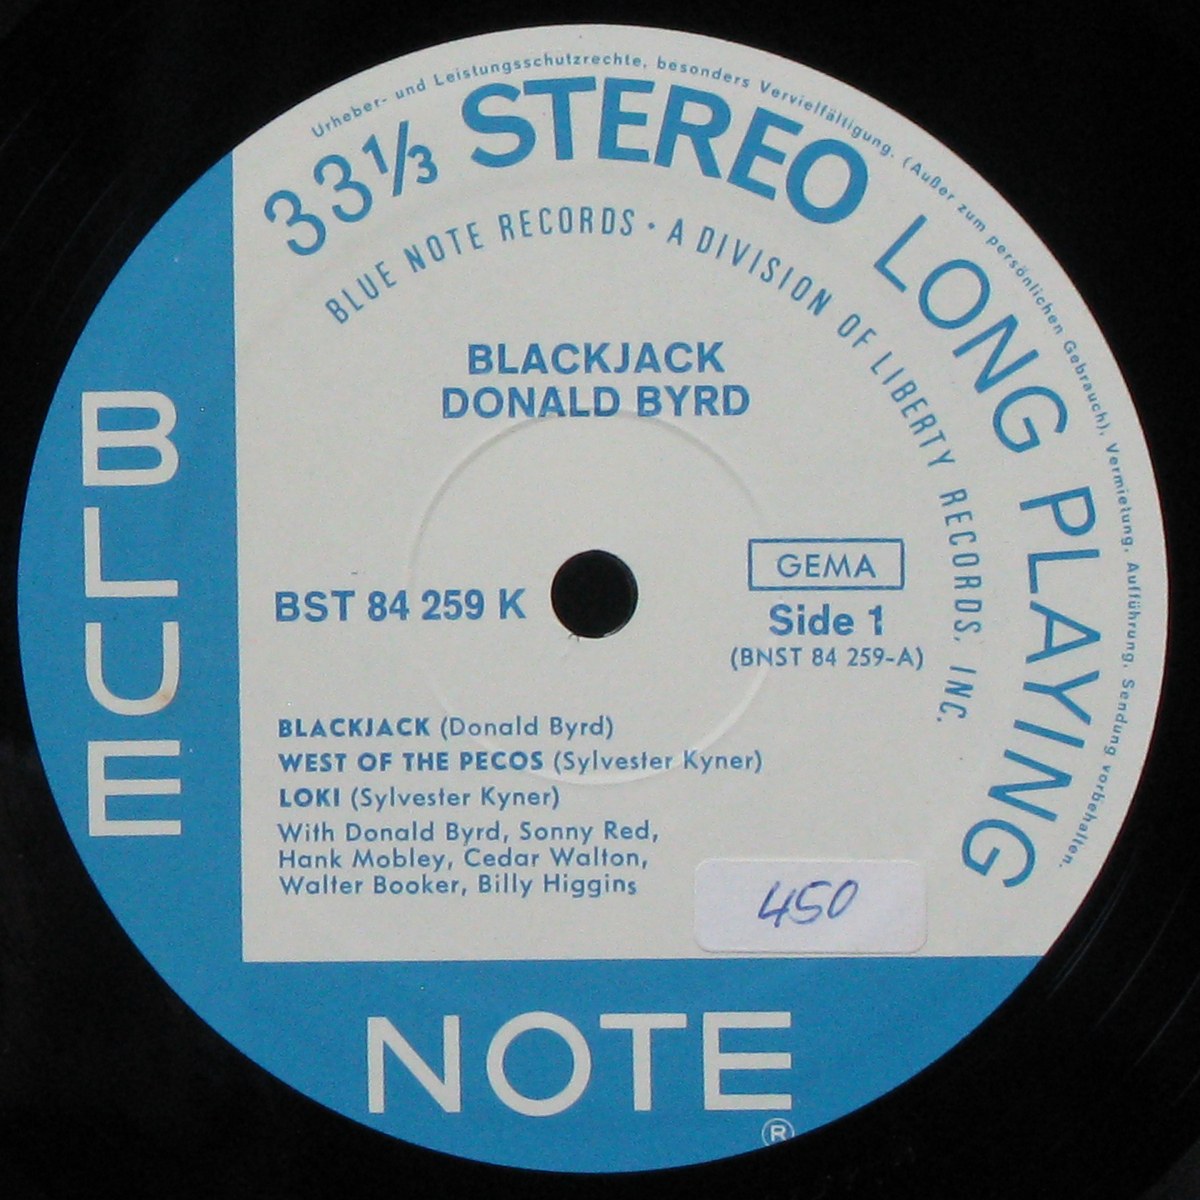 Urheber- und Leistungsschutzrechte, besonders Vervielfältigung. (Außer zum persönlichen Gebrauch), Vermietung. Aufführung, Sendung vorbehalten.
33⅓ STEREO LONG PLAYING
BLUE NOTE RECORDS · A DIVISION OF LIBERTY RECORDS, INC.
BLACKJACK
DONALD BYRD
GEMA
BST 84 259 K
Side 1
(BNST 84 259-A)
BLACKJACK (Donald Byrd)
WEST OF THE PECOS (Sylvester Kyner)
LOKI (Sylvester Kyner)
With Donald Byrd, Sonny Red,
Hank Mobley, Cedar Walton,
Walter Booker, Billy Higgins
450
BLUE
NOTE
®